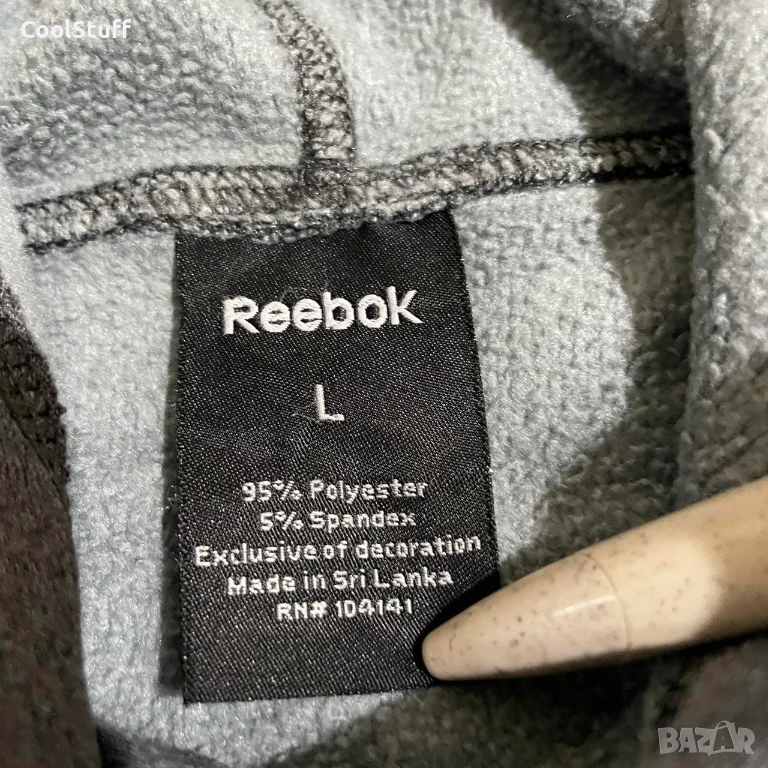 CoolStuff
Reebok
L
95% Polyester
5% Spandex
Exclusive of decoration
Made in Sri Lanka
RN# 104141
BAZAR